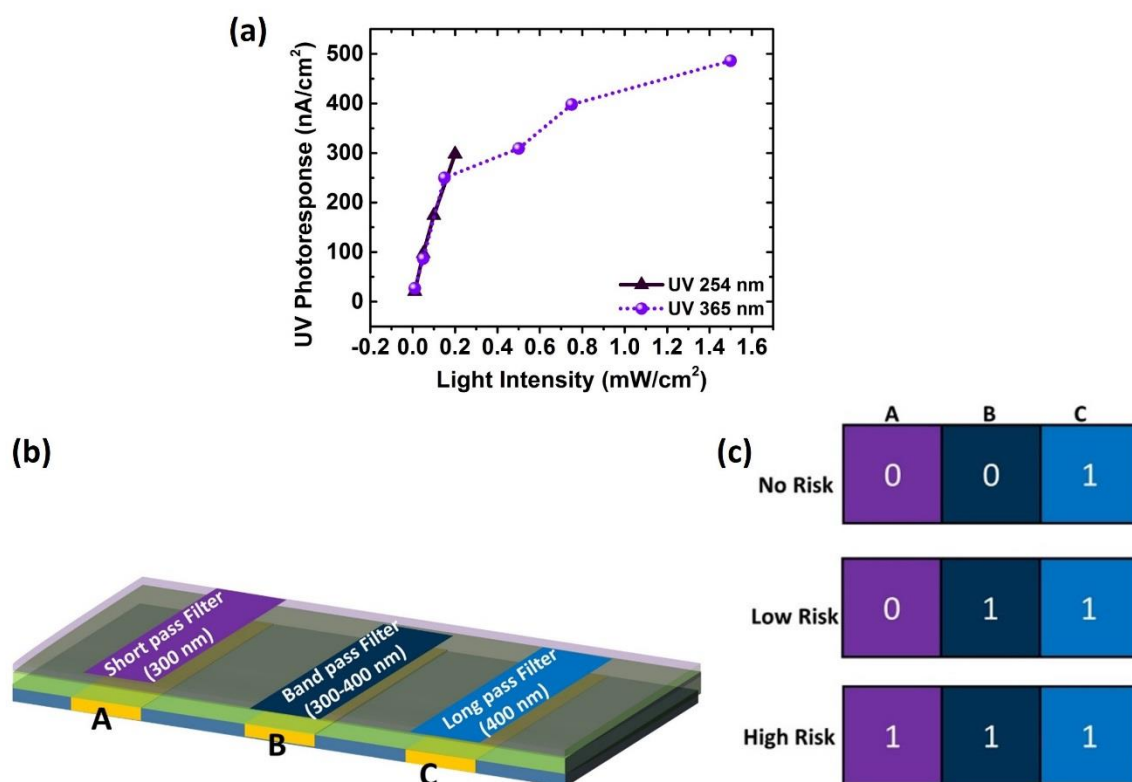 (a)
UV Photoresponse (nA/cm²)
500
400
300
200
100
0
UV 254 nm
UV 365 nm
-0.2 0.0 0.2 0.4 0.6 0.8 1.0 1.2 1.4 1.6
Light Intensity (mW/cm²)
(b)
Short pass Filter
(300 nm)
Band pass Filter
(300-400 nm)
Long pass Filter
(400 nm)
A
B
C
(c)
A B C
No Risk 0 0 1
Low Risk 0 1 1
High Risk 1 1 1